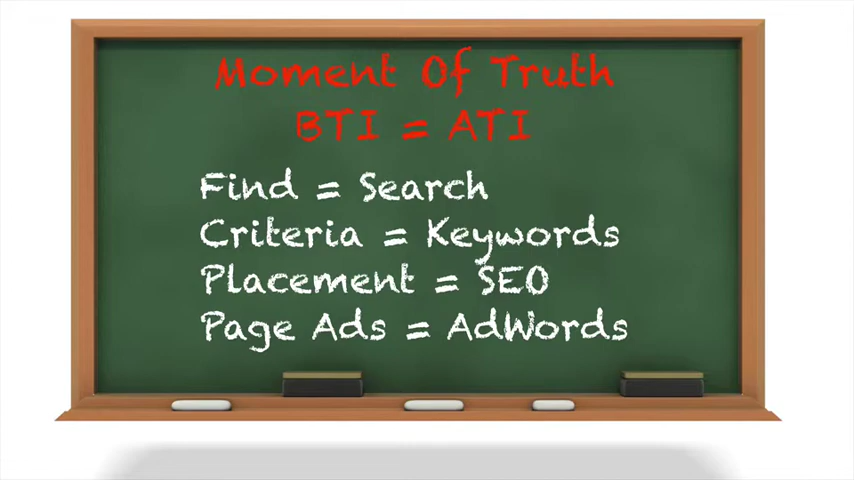 Moment Of Truth
BTI = ATI
Find = Search
Criteria = Keywords
Placement = SEO
Page Ads = AdWords